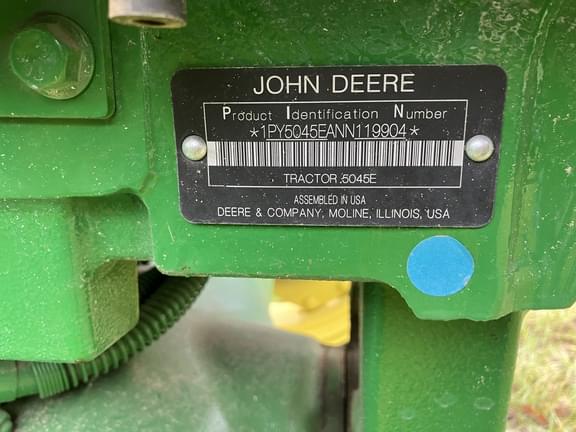 JOHN DEERE
Product Identification Number
*1PY5045EANN119904*
TRACTOR 5045E
ASSEMBLED IN USA
DEERE & COMPANY, MOLINE, ILLINOIS, USA